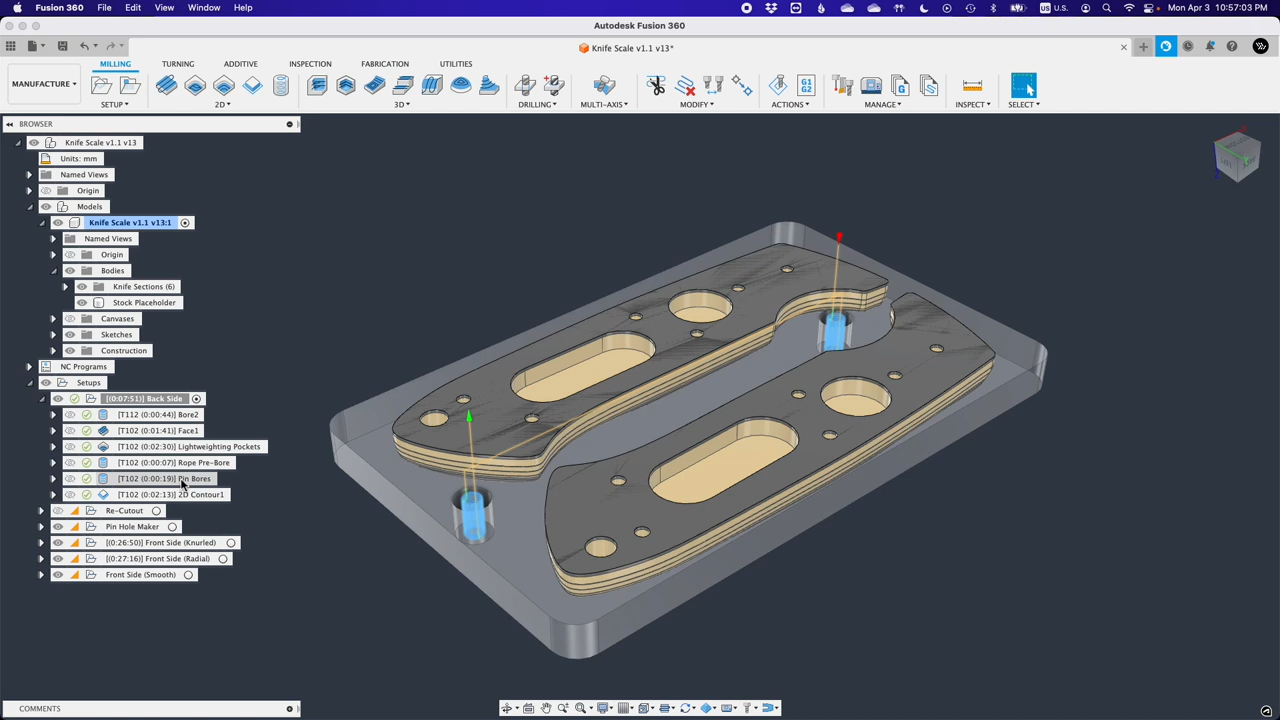 Fusion 360 File Edit View Window Help
U.S. Mon Apr 3 10:57:03 PM
Autodesk Fusion 360
Knife Scale v1.1 v13*
MILLING TURNING ADDITIVE INSPECTION FABRICATION UTILITIES
MANUFACTURE
SETUP 2D 3D DRILLING MULTI-AXIS MODIFY ACTIONS MANAGE INSPECT SELECT
G1
G2
BROWSER
Knife Scale v1.1 v13
Units: mm
Named Views
Origin
Models
Knife Scale v1.1 v13:1
Named Views
Origin
Bodies
Knife Sections (6)
Stock Placeholder
Canvases
Sketches
Construction
NC Programs
Setups
[(0:07:51)] Back Side
[T112 (0:00:44)] Bore2
[T102 (0:01:41)] Face1
[T102 (0:02:30)] Lightweighting Pockets
[T102 (0:00:07)] Rope Pre-Bore
[T102 (0:00:19)] Pin Bores
[T102 (0:02:13)] 2D Contour1
Re-Cutout
Pin Hole Maker
[(0:26:50)] Front Side (Knurled)
[(0:27:16)] Front Side (Radial)
Front Side (Smooth)
COMMENTS